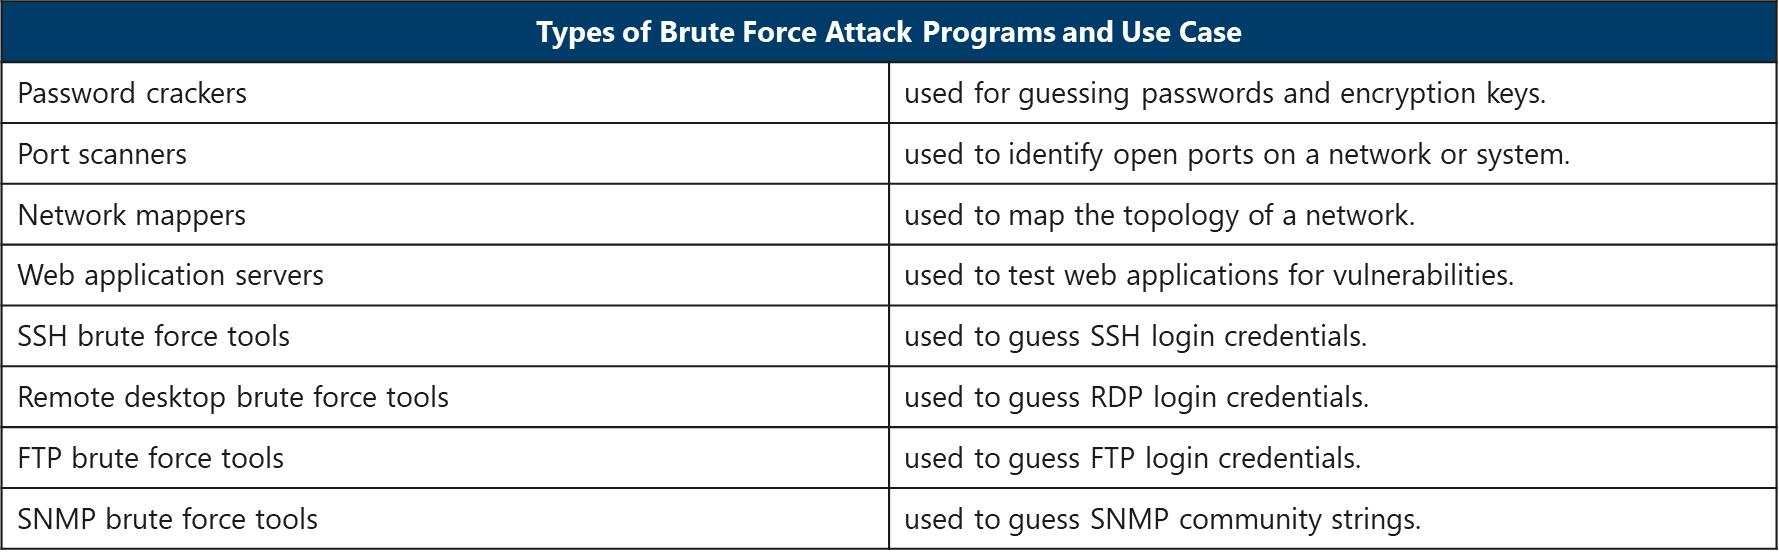 Types of Brute Force Attack Programs and Use Case
Password crackers
used for guessing passwords and encryption keys.
Port scanners
used to identify open ports on a network or system.
Network mappers
used to map the topology of a network.
Web application servers
used to test web applications for vulnerabilities.
SSH brute force tools
used to guess SSH login credentials.
Remote desktop brute force tools
used to guess RDP login credentials.
FTP brute force tools
used to guess FTP login credentials.
SNMP brute force tools
used to guess SNMP community strings.